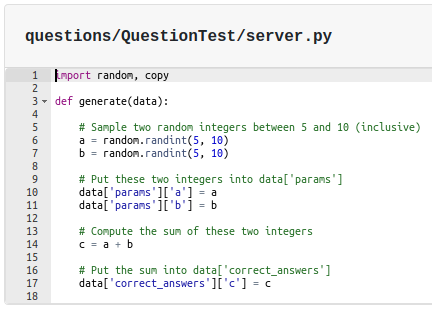 questions/QuestionTest/server.py
1 import random, copy
2
3 def generate(data):
4
5 # Sample two random integers between 5 and 10 (inclusive)
6 a = random.randint(5, 10)
7 b = random.randint(5, 10)
8
9 # Put these two integers into data['params']
10 data['params']['a'] = a
11 data['params']['b'] = b
12
13 # Compute the sum of these two integers
14 c = a + b
15
16 # Put the sum into data['correct_answers']
17 data['correct_answers']['c'] = c
18